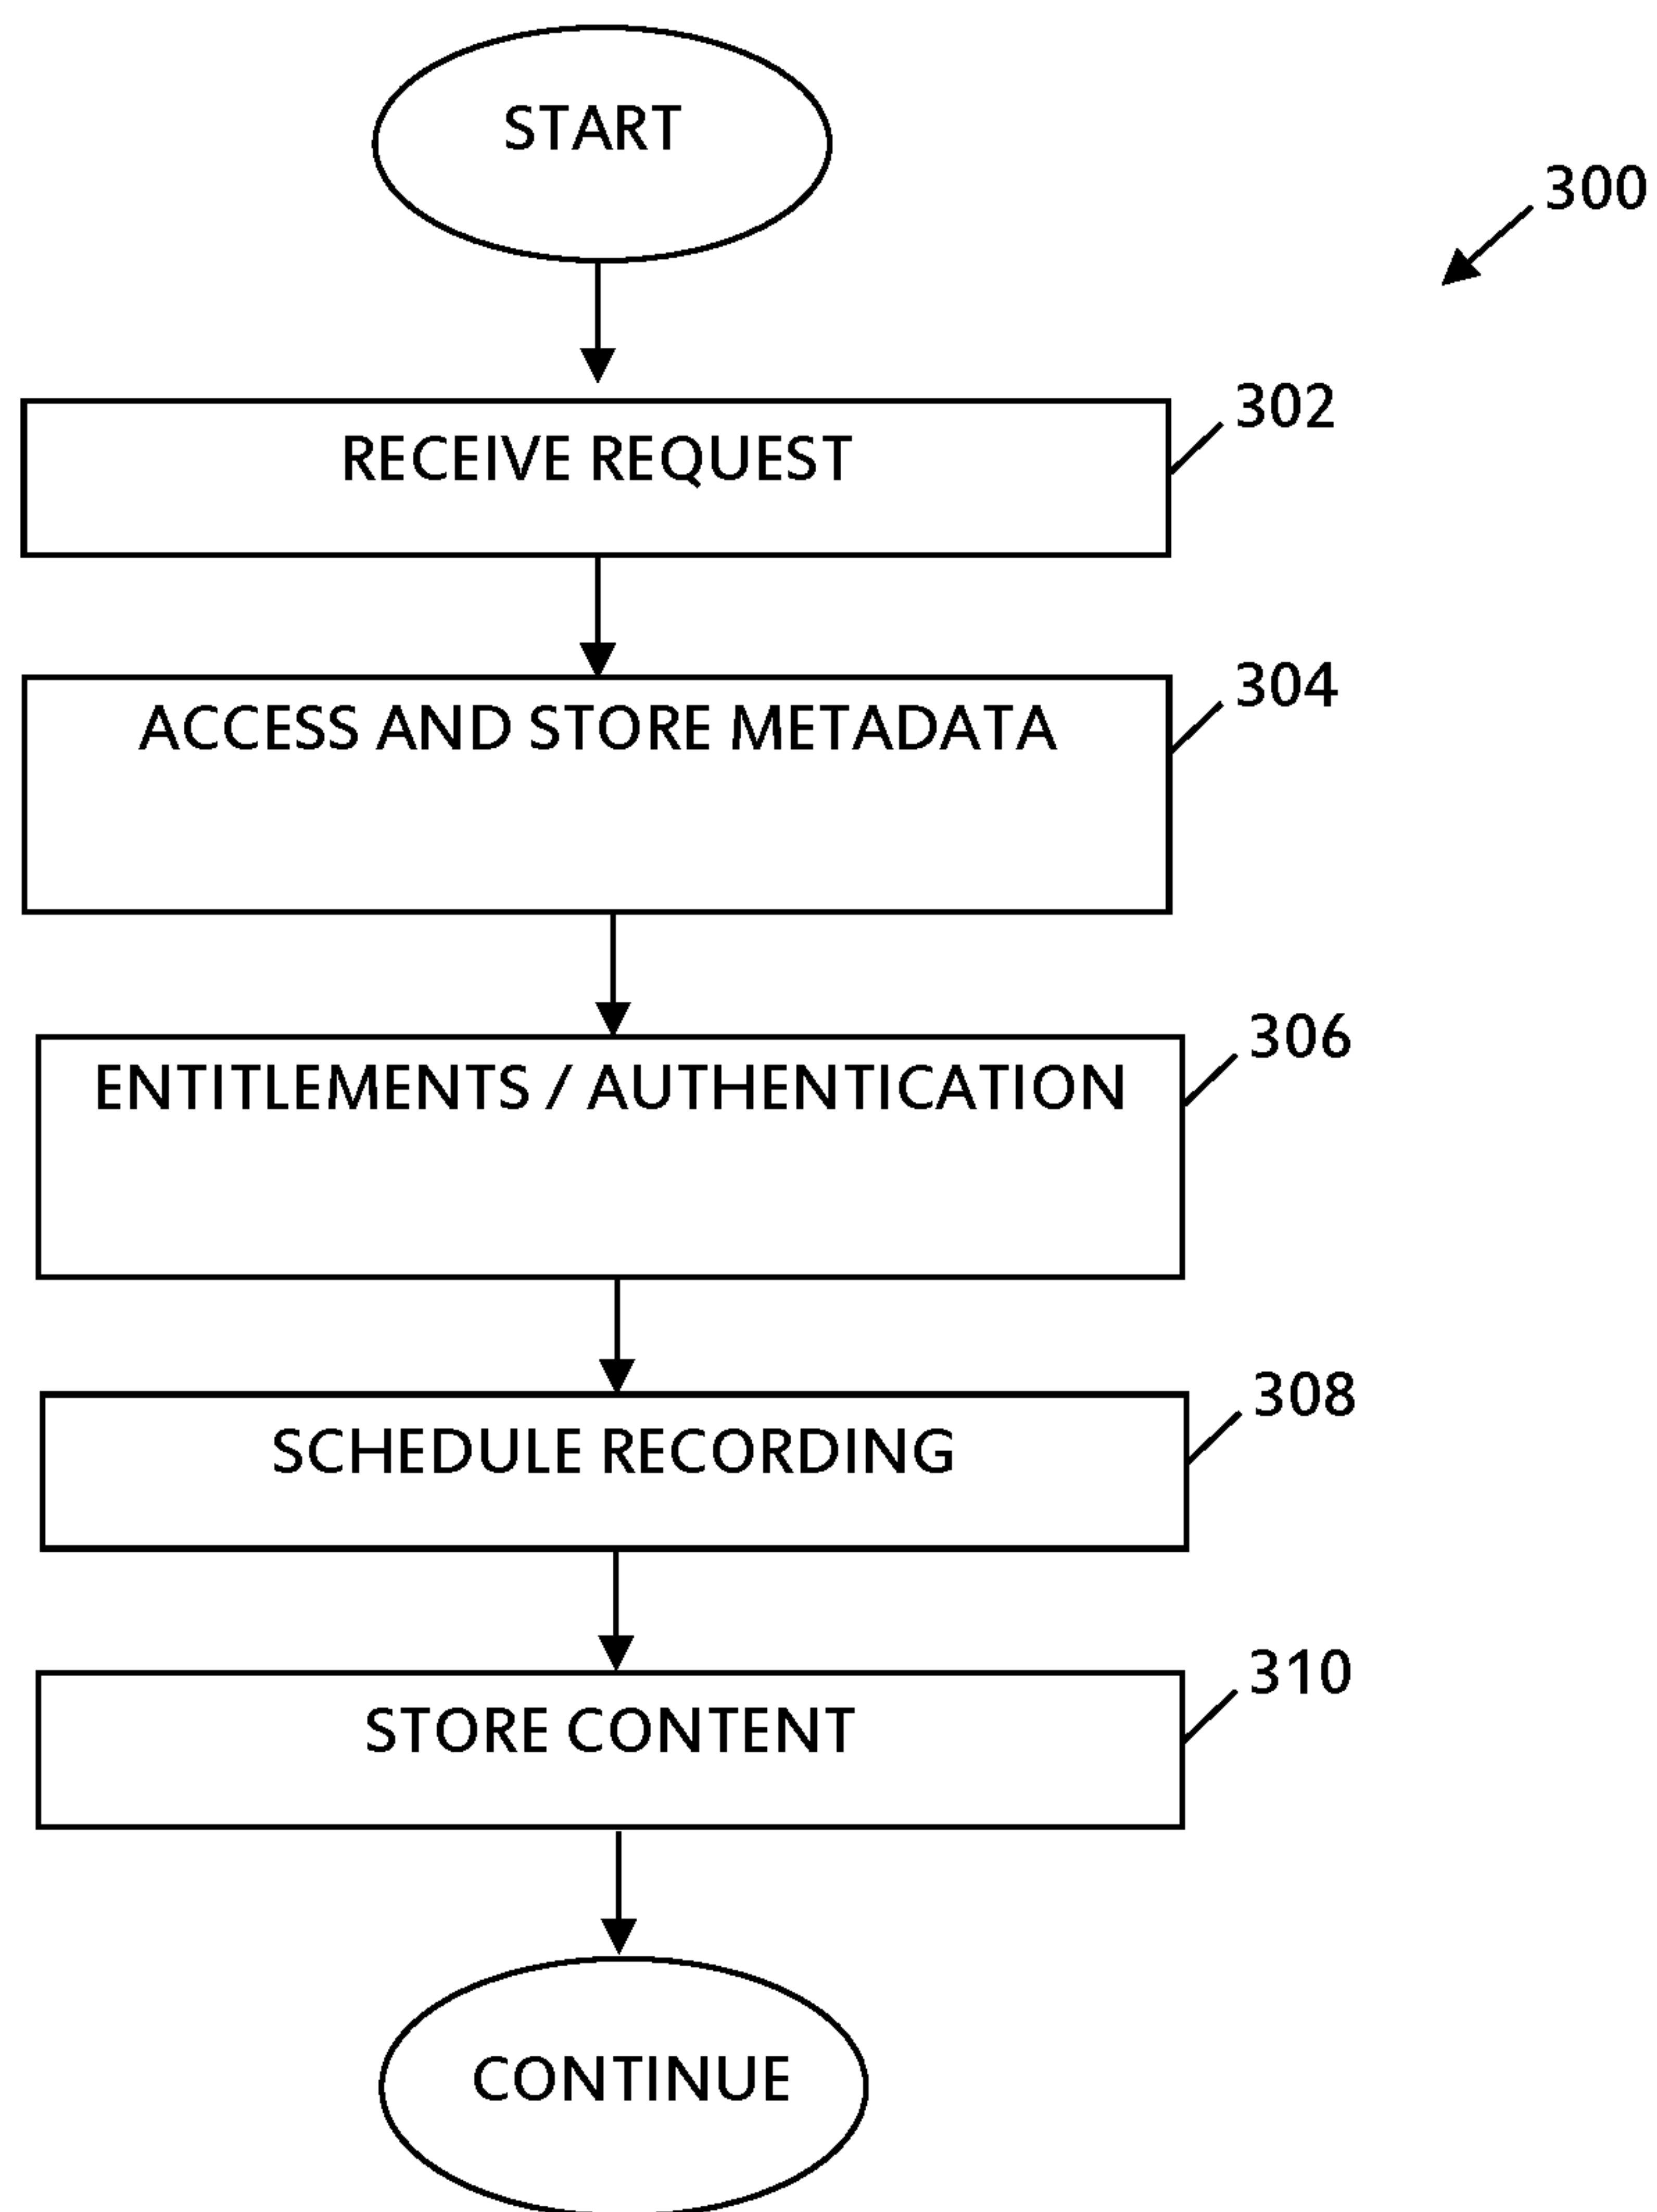 START
300
302
RECEIVE REQUEST
304
ACCESS AND STORE METADATA
306
ENTITLEMENTS / AUTHENTICATION
308
SCHEDULE RECORDING
310
STORE CONTENT
CONTINUE